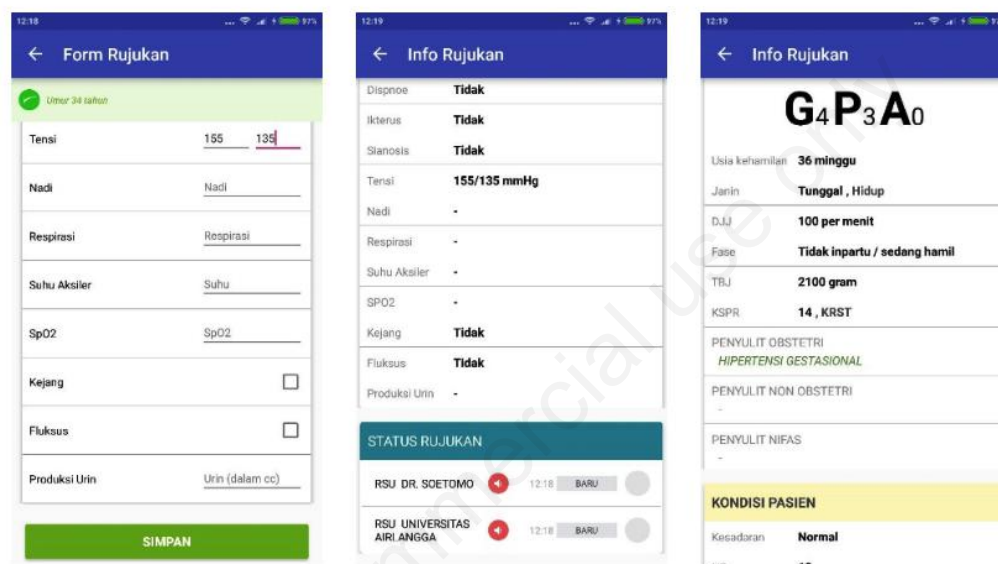 12:18 ... 97%
← Form Rujukan
Umur 34 tahun
Tensi 155 135
Nadi Nadi
Respirasi Respirasi
Suhu Aksiler Suhu
SpO2 SpO2
Kejang
Fluksus
Produksi Urin Urin (dalam cc)
SIMPAN
12:19 ... 97%
← Info Rujukan
Dispnoe Tidak
Ikterus Tidak
Sianosis Tidak
Tensi 155/135 mmHg
Nadi -
Respirasi -
Suhu Aksiler -
SPO2 -
Kejang Tidak
Fluksus Tidak
Produksi Urin -
STATUS RUJUKAN
RSU DR. SOETOMO 12:18 BARU
RSU UNIVERSITAS
AIRLANGGA 12:18 BARU
12:19 ...
← Info Rujukan
G4P3A0
Usia kehamilan 36 minggu
Janin Tunggal , Hidup
DJJ 100 per menit
Fase Tidak inpartu / sedang hamil
TBJ 2100 gram
KSPR 14 , KRST
PENYULIT OBSTETRI
HIPERTENSI GESTASIONAL
PENYULIT NON OBSTETRI
-
PENYULIT NIFAS
-
KONDISI PASIEN
Kesadaran Normal
mmercial use only